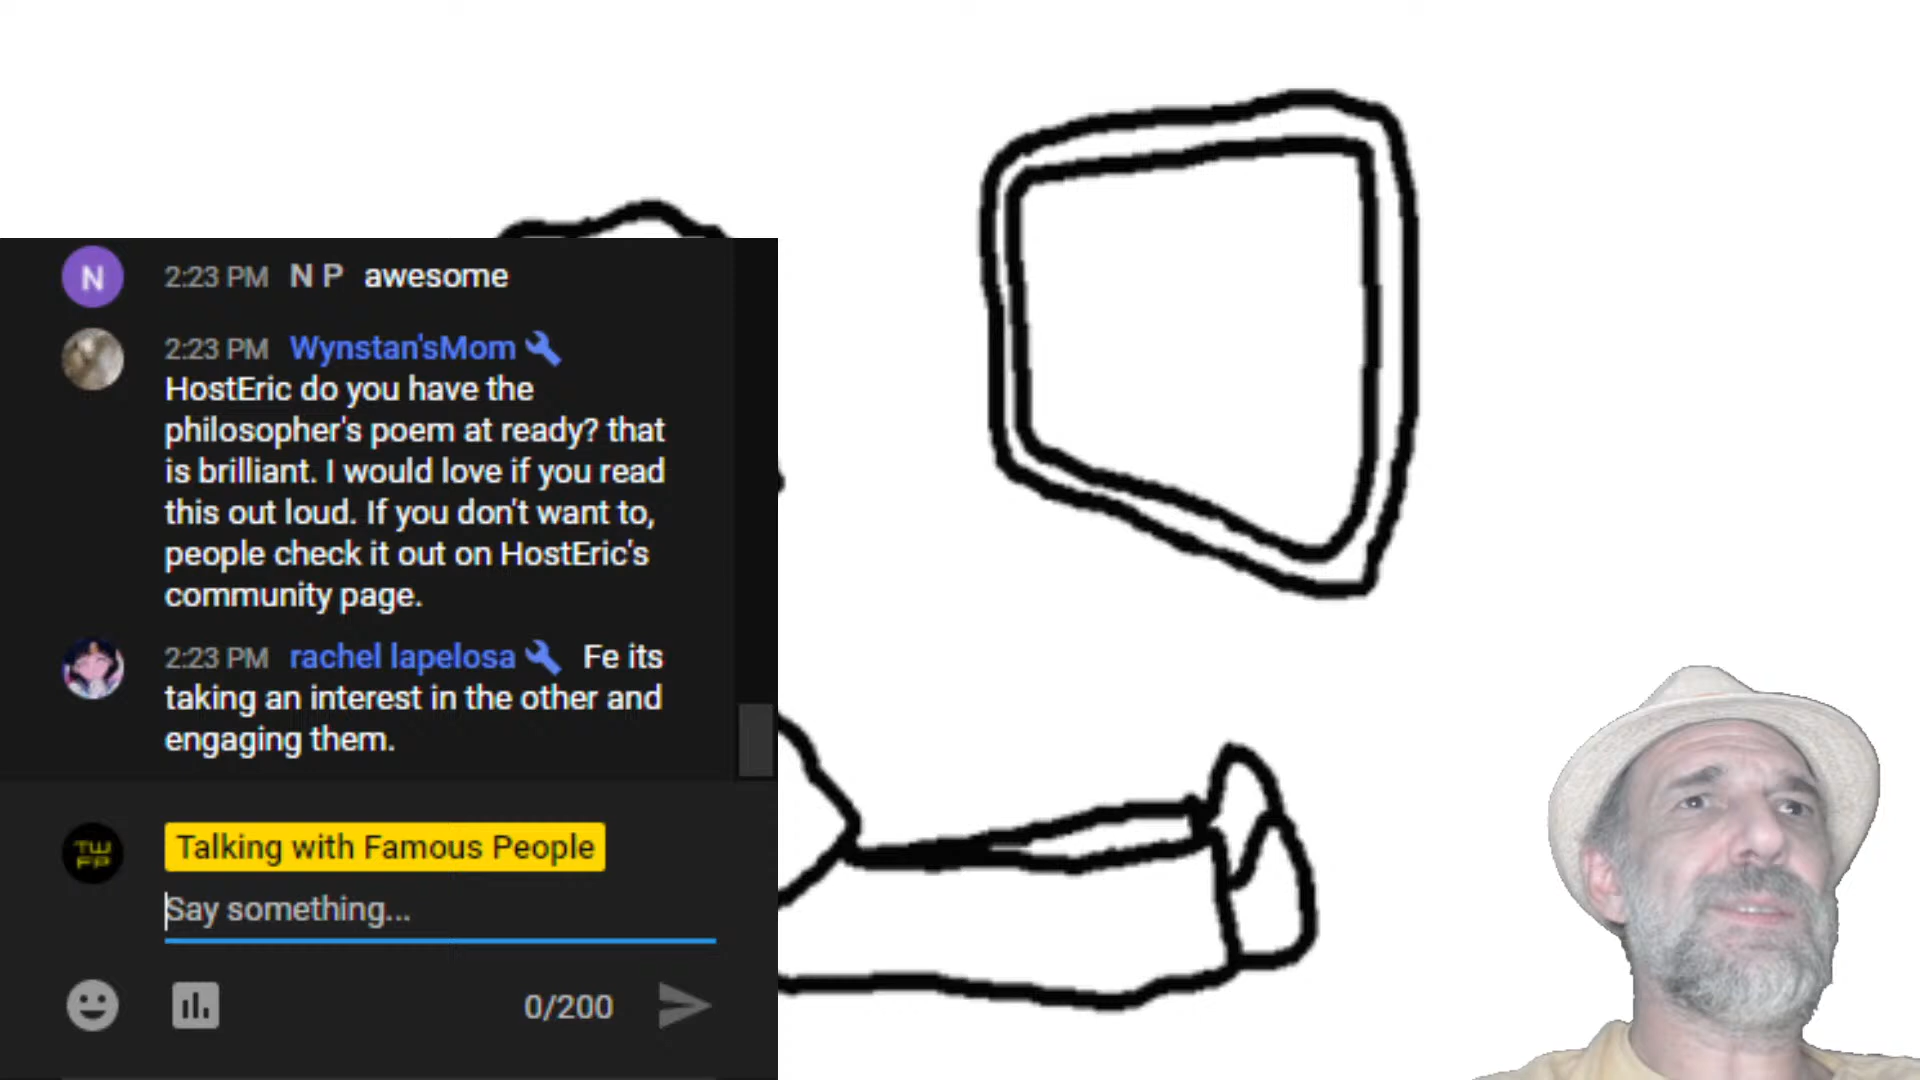 N
2:23 PM N P awesome
2:23 PM Wynstan'sMom
HostEric do you have the
philosopher's poem at ready? that
is brilliant. I would love if you read
this out loud. If you don't want to,
people check it out on HostEric's
community page.
2:23 PM rachel lapelosa Fe its
taking an interest in the other and
engaging them.
TW
FP
Talking with Famous People
Say something...
0/200